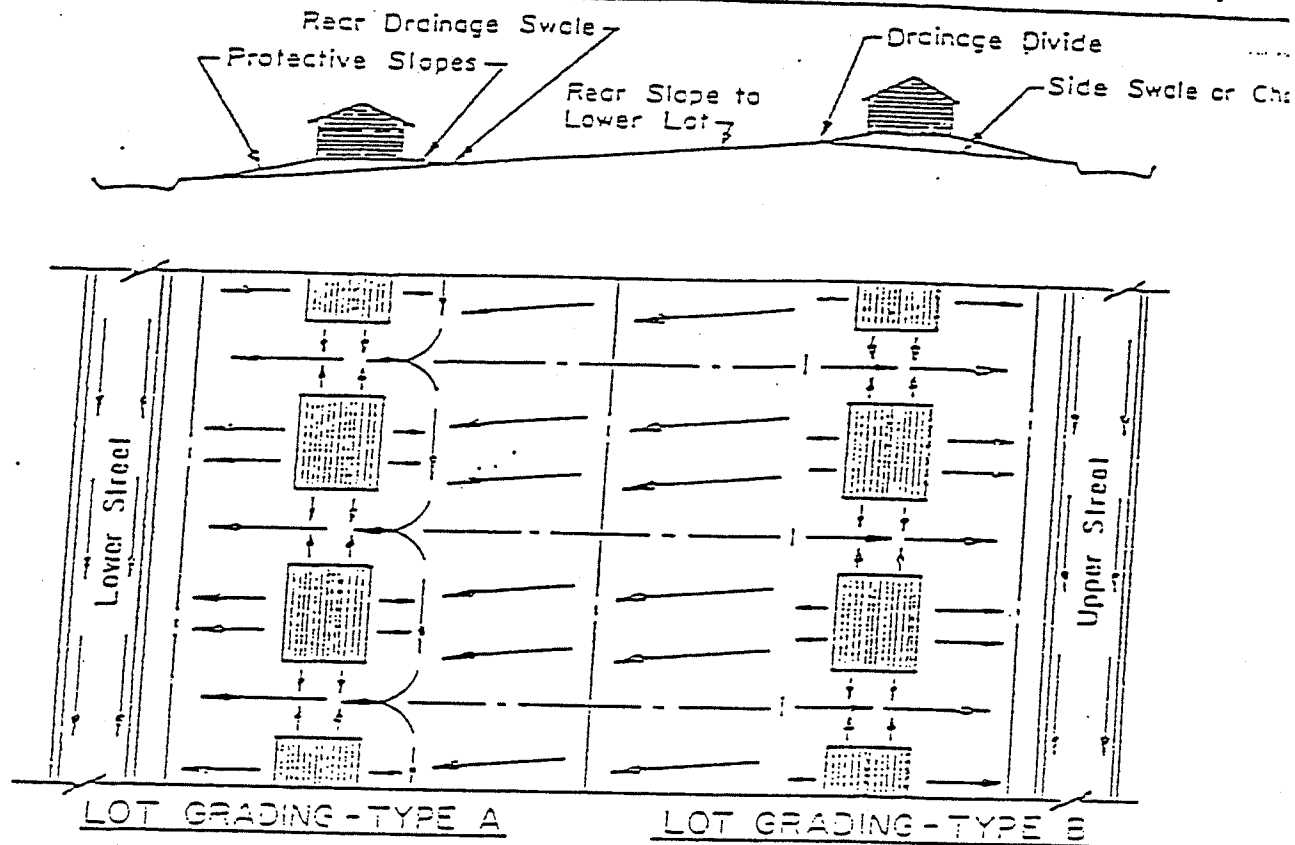 Rear Drainage Swale
Protective Slopes
Drainage Divide
Side Swale or
Rear Slope to
Lower Lot
Lower Street
Upper Street
LOT GRADING-TYPE A
LOT GRADING-TYPE B